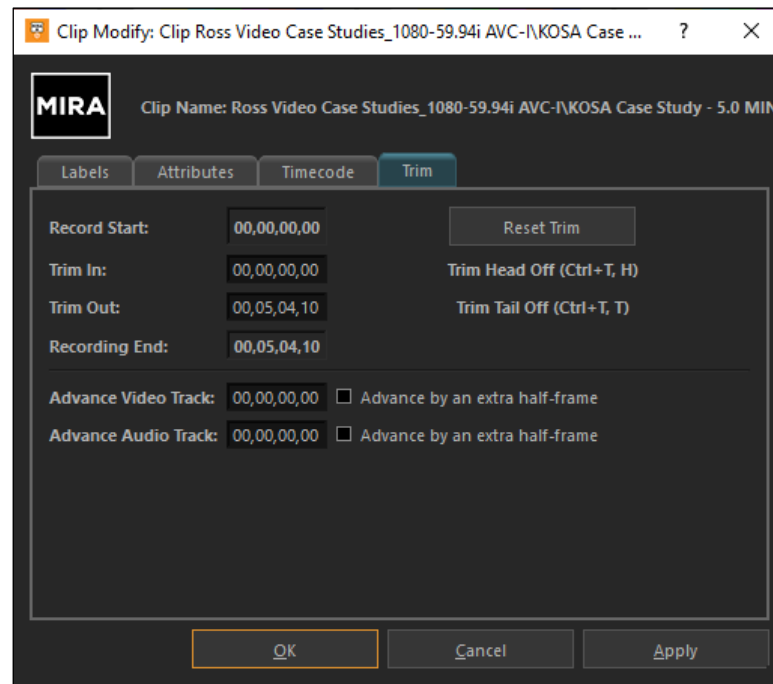 Clip Modify: Clip Ross Video Case Studies_1080-59.94i AVC-I\KOSA Case ... ? ✕
MIRA
Clip Name: Ross Video Case Studies_1080-59.94i AVC-I\KOSA Case Study - 5.0 MIN
Labels Attributes Timecode Trim
Record Start: 00,00,00,00 Reset Trim
Trim In: 00,00,00,00 Trim Head Off (Ctrl+T, H)
Trim Out: 00,05,04,10 Trim Tail Off (Ctrl+T, T)
Recording End: 00,05,04,10
Advance Video Track: 00,00,00,00 Advance by an extra half-frame
Advance Audio Track: 00,00,00,00 Advance by an extra half-frame
OK Cancel Apply